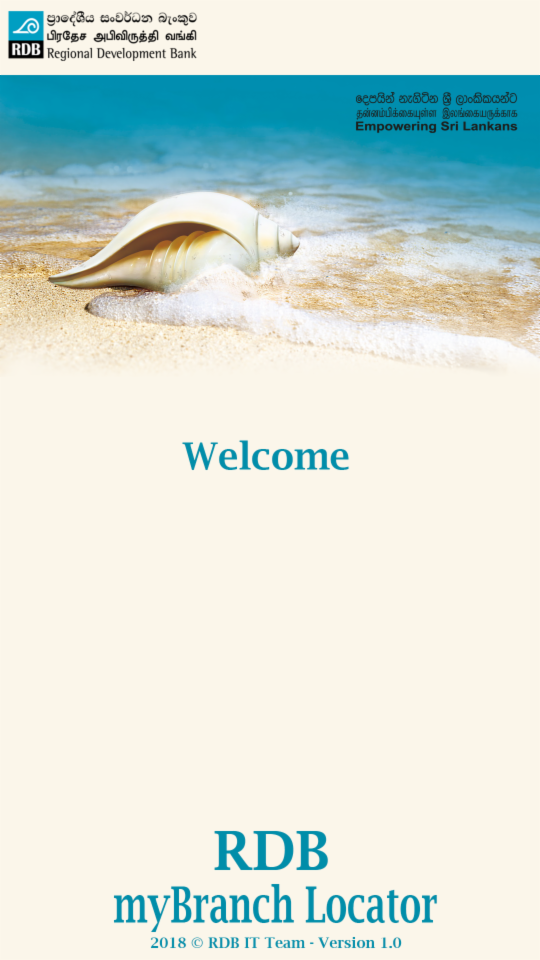 ප්‍රාදේශීය සංවර්ධන බැංකුව
பிரதேச அபிவிருத்தி வங்கி
RDB Regional Development Bank
දෙපයින් නැගිටින ශ්‍රී ලාංකිකයන්ට
தன்னம்பிக்கையுள்ள இலங்கையருக்காக
Empowering Sri Lankans
Welcome
RDB
myBranch Locator
2018 © RDB IT Team - Version 1.0